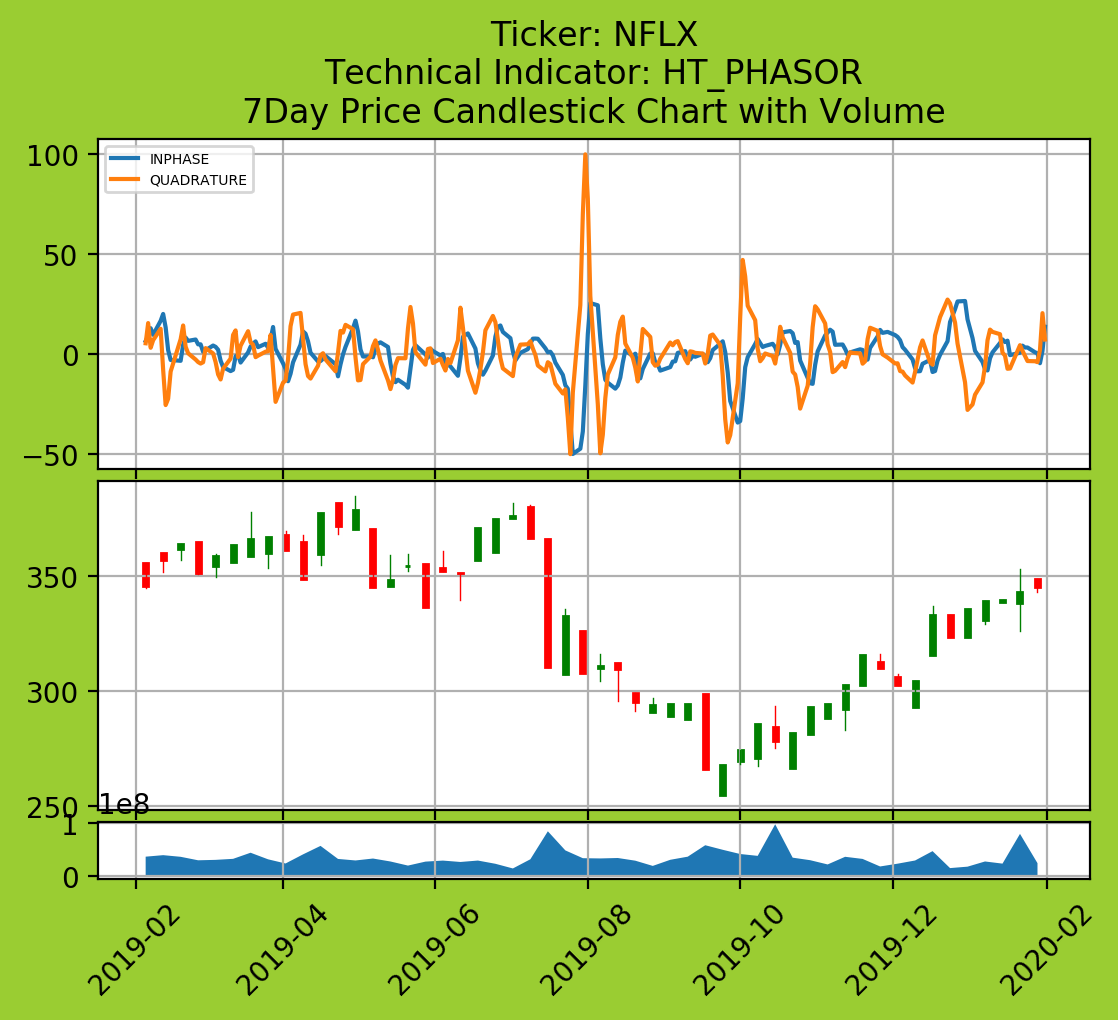 Ticker: NFLX
Technical Indicator: HT_PHASOR
7Day Price Candlestick Chart with Volume
100
50
0
−50
INPHASE
QUADRATURE
350
300
250
1e8
1
0
2019-02
2019-04
2019-06
2019-08
2019-10
2019-12
2020-02